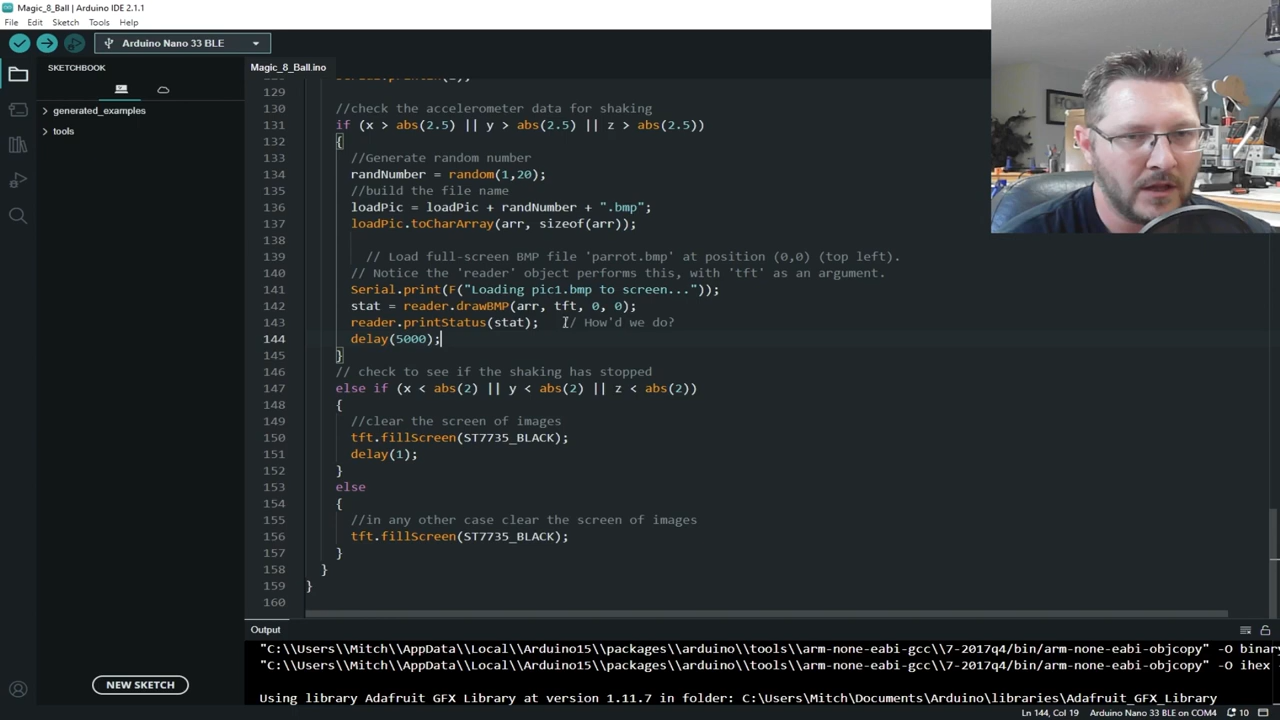 Magic_8_Ball | Arduino IDE 2.1.1
File Edit Sketch Tools Help
Arduino Nano 33 BLE
SKETCHBOOK
generated_examples
tools
Magic_8_Ball.ino
129
130 //check the accelerometer data for shaking
131 if (x > abs(2.5) || y > abs(2.5) || z > abs(2.5))
132 {
133 //Generate random number
134 randNumber = random(1,20);
135 //build the file name
136 loadPic = loadPic + randNumber + ".bmp";
137 loadPic.toCharArray(arr, sizeof(arr));
138
139 // Load full-screen BMP file 'parrot.bmp' at position (0,0) (top left).
140 // Notice the 'reader' object performs this, with 'tft' as an argument.
141 Serial.print(F("Loading pic1.bmp to screen..."));
142 stat = reader.drawBMP(arr, tft, 0, 0);
143 reader.printStatus(stat); // How'd we do?
144 delay(5000);
145 }
146 // check to see if the shaking has stopped
147 else if (x < abs(2) || y < abs(2) || z < abs(2))
148 {
149 //clear the screen of images
150 tft.fillScreen(ST7735_BLACK);
151 delay(1);
152 }
153 else
154 {
155 //in any other case clear the screen of images
156 tft.fillScreen(ST7735_BLACK);
157 }
158 }
159 }
160
Output
"C:\\Users\\Mitch\\AppData\\Local\\Arduino15\\packages\\arduino\\tools\\arm-none-eabi-gcc\\7-2017q4/bin/arm-none-eabi-objcopy" -O binar
"C:\\Users\\Mitch\\AppData\\Local\\Arduino15\\packages\\arduino\\tools\\arm-none-eabi-gcc\\7-2017q4/bin/arm-none-eabi-objcopy" -O ihex
Using library Adafruit GFX Library at version 1.11.7 in folder: C:\Users\Mitch\Documents\Arduino\libraries\Adafruit_GFX_Library
NEW SKETCH
Ln 144, Col 19 Arduino Nano 33 BLE on COM4 10